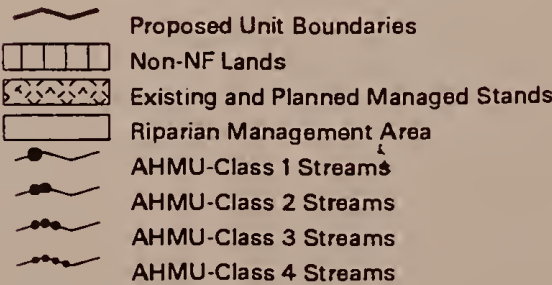 Proposed Unit Boundaries
Non-NF Lands
Existing and Planned Managed Stands
Riparian Management Area
AHMU-Class 1 Streams
AHMU-Class 2 Streams
AHMU-Class 3 Streams
AHMU-Class 4 Streams